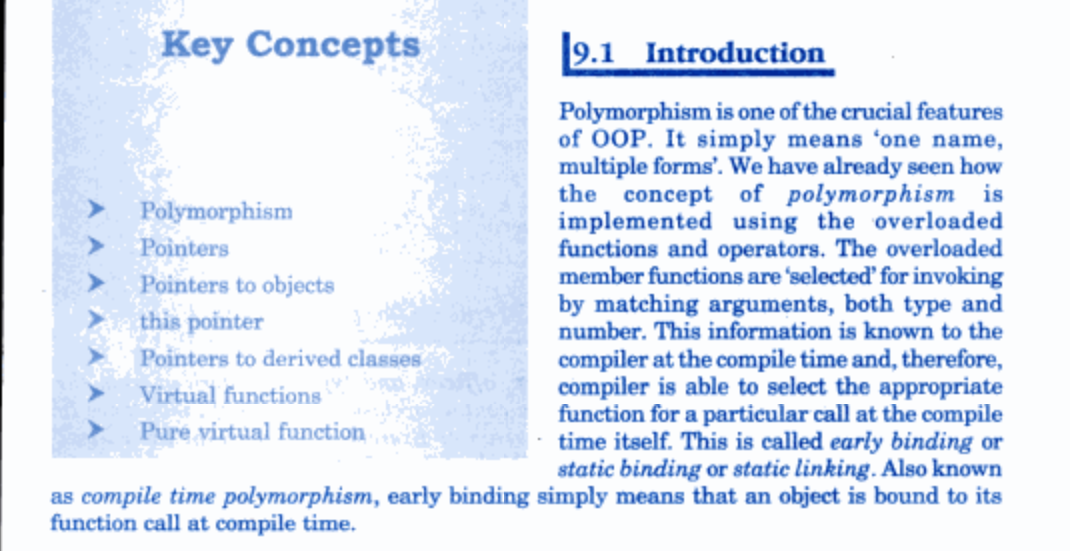 Key Concepts
➤ Polymorphism
➤ Pointers
➤ Pointers to objects
➤ this pointer
➤ Pointers to derived classes
➤ Virtual functions
➤ Pure virtual function
9.1 Introduction
Polymorphism is one of the crucial features
of OOP. It simply means ‘one name,
multiple forms’. We have already seen how
the concept of polymorphism is
implemented using the overloaded
functions and operators. The overloaded
member functions are ‘selected’ for invoking
by matching arguments, both type and
number. This information is known to the
compiler at the compile time and, therefore,
compiler is able to select the appropriate
function for a particular call at the compile
time itself. This is called early binding or
static binding or static linking. Also known
as compile time polymorphism, early binding simply means that an object is bound to its
function call at compile time.